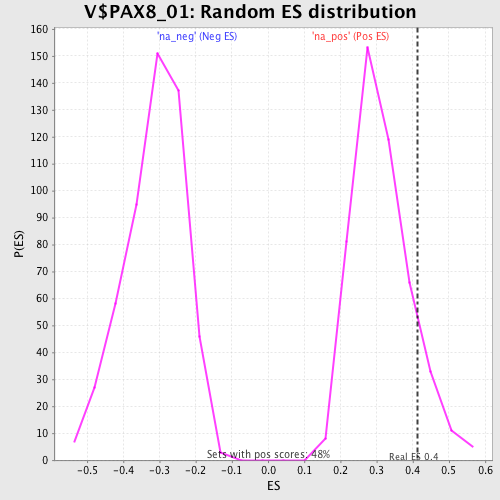 V$PAX8_01: Random ES distribution
'na_neg' (Neg ES)
'na_pos' (Pos ES)
160
150
140
130
120
110
100
90
80
70
60
50
40
30
20
10
0
P(ES)
Sets with pos scores: 48%
Real ES 0.4
-0.5 -0.4 -0.3 -0.2 -0.1 0.0 0.1 0.2 0.3 0.4 0.5 0.6
ES